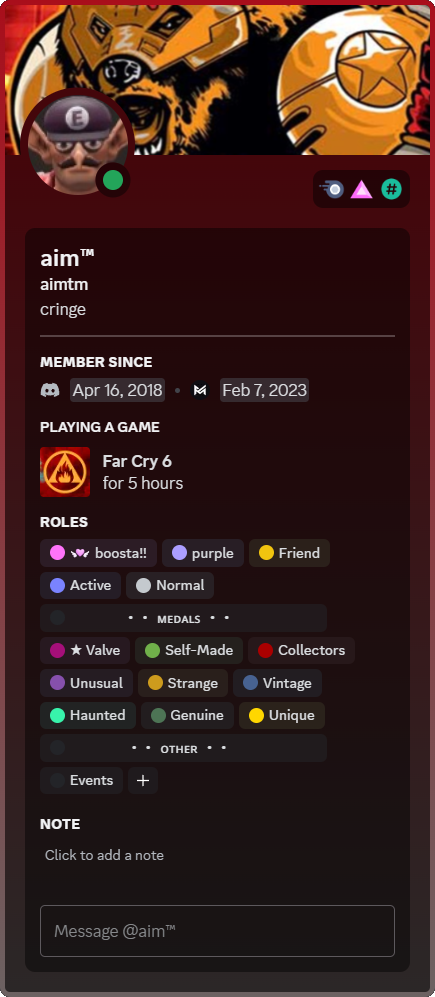 E
#
aim™
aimtm
cringe
MEMBER SINCE
Apr 16, 2018 • Feb 7, 2023
PLAYING A GAME
Far Cry 6
for 5 hours
ROLES
boosta!! purple Friend
Active Normal
• • MEDALS • •
★ Valve Self-Made Collectors
Unusual Strange Vintage
Haunted Genuine Unique
• • OTHER • •
Events +
NOTE
Click to add a note
Message @aim™